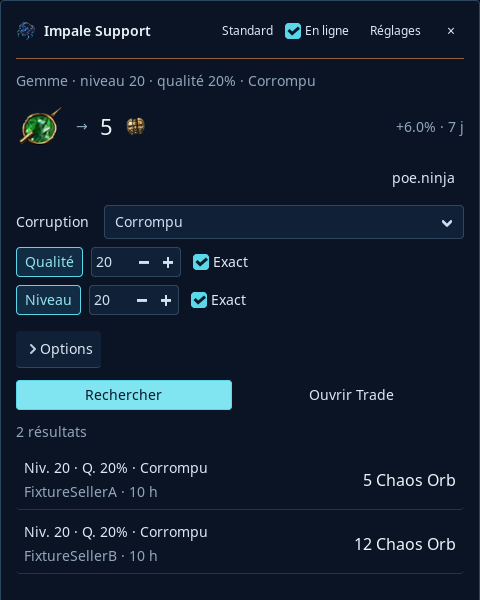 Impale Support Standard En ligne Réglages ×
Gemme · niveau 20 · qualité 20% · Corrompu
→ 5 +6.0% · 7 j
poe.ninja
Corruption Corrompu
Qualité 20 − + Exact
Niveau 20 − + Exact
Options
Rechercher Ouvrir Trade
2 résultats
Niv. 20 · Q. 20% · Corrompu 5 Chaos Orb
FixtureSellerA · 10 h
Niv. 20 · Q. 20% · Corrompu 12 Chaos Orb
FixtureSellerB · 10 h